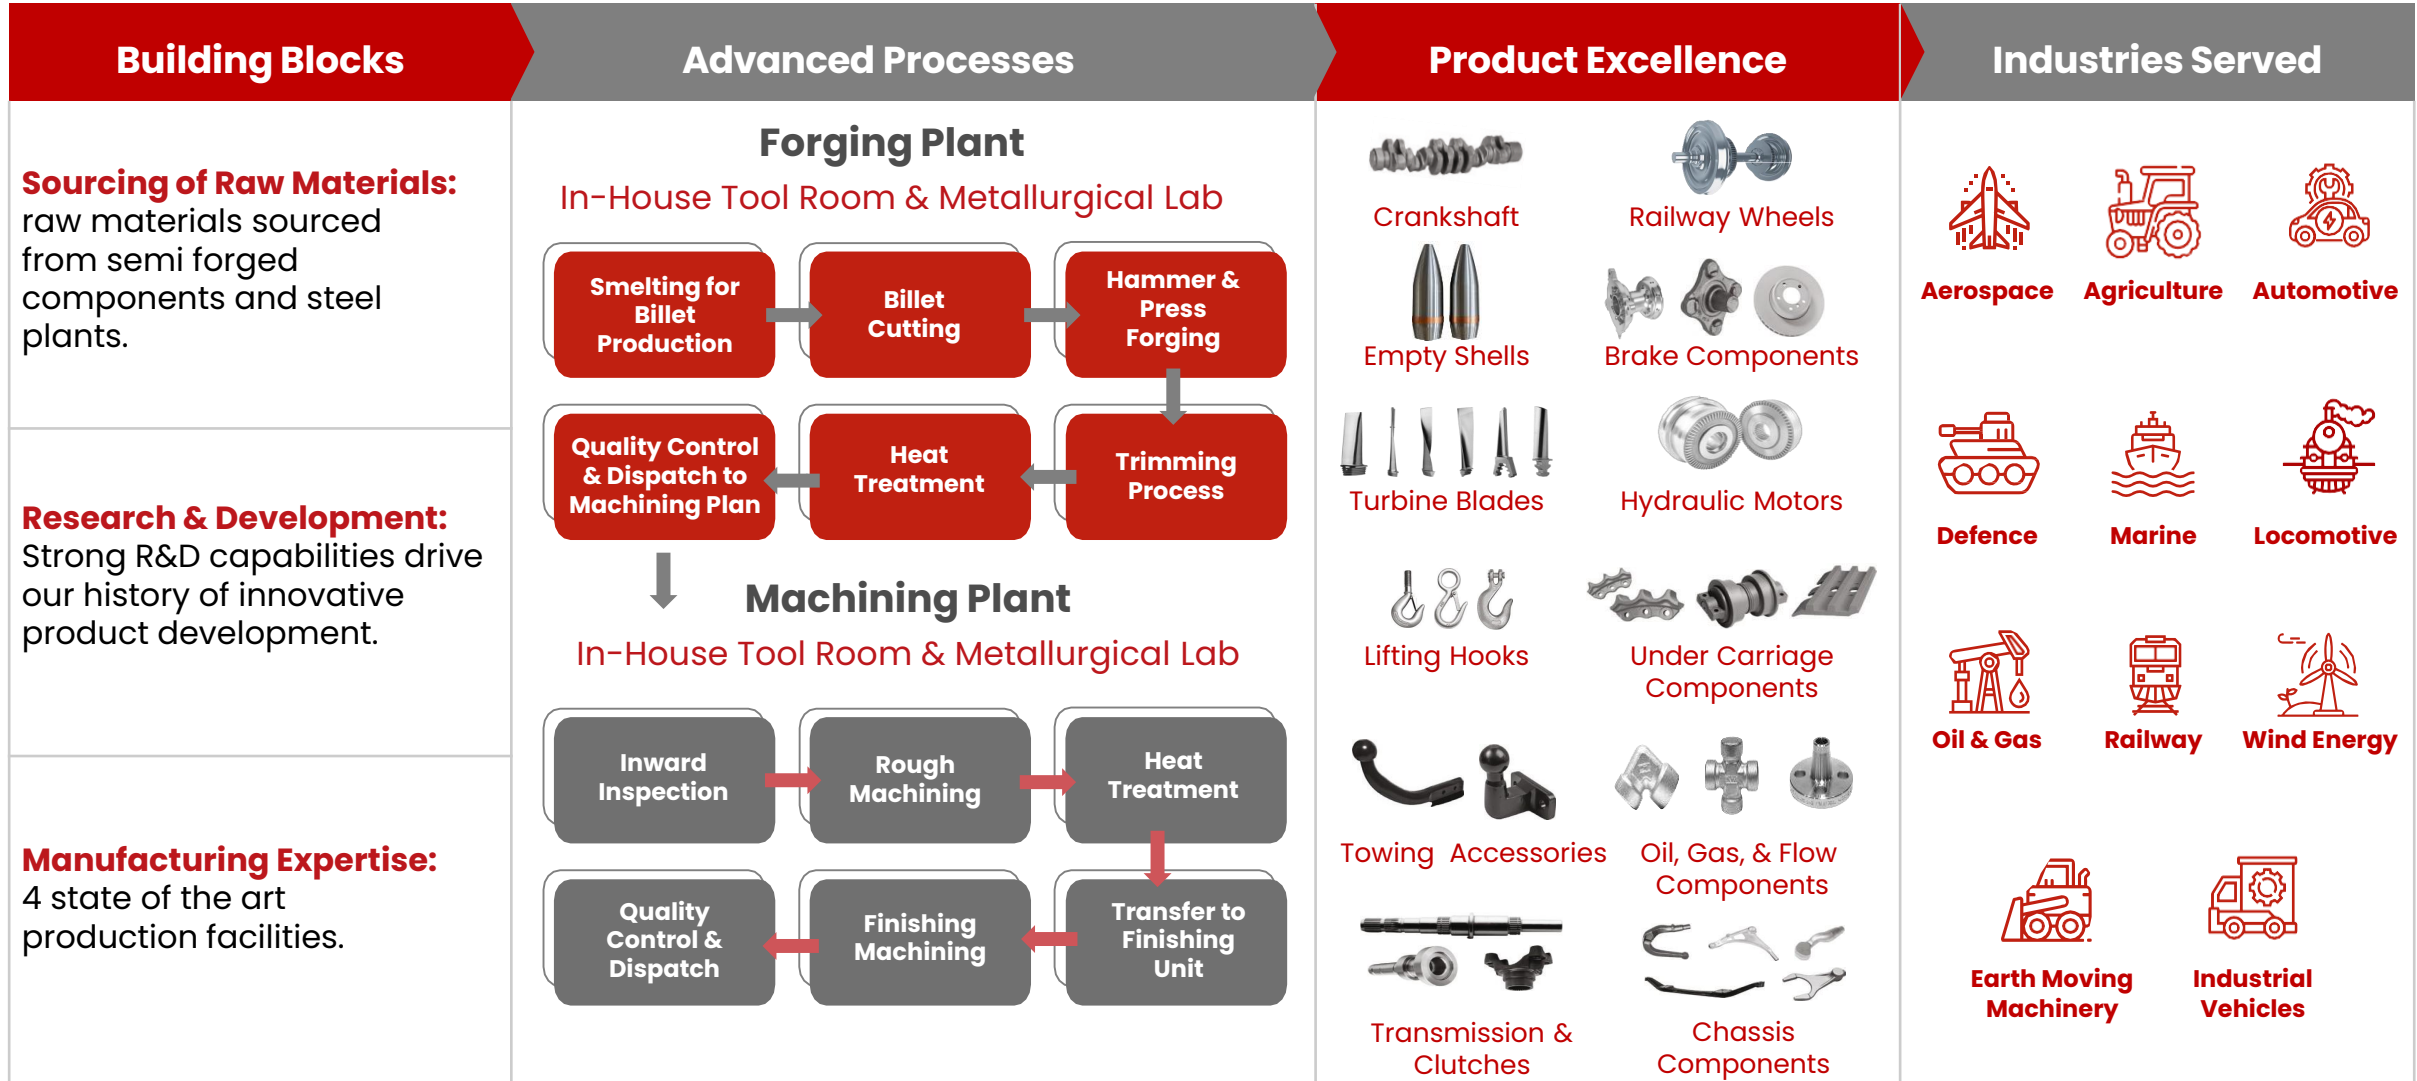 Building Blocks
Advanced Processes
Product Excellence
Industries Served
Sourcing of Raw Materials:
raw materials sourced
from semi forged
components and steel
plants.
Research & Development:
Strong R&D capabilities drive
our history of innovative
product development.
Manufacturing Expertise:
4 state of the art
production facilities.
Forging Plant
In-House Tool Room & Metallurgical Lab
Smelting for
Billet
Production
Billet
Cutting
Hammer &
Press
Forging
Trimming
Process
Heat
Treatment
Quality Control
& Dispatch to
Machining Plan
Machining Plant
In-House Tool Room & Metallurgical Lab
Inward
Inspection
Rough
Machining
Heat
Treatment
Transfer to
Finishing
Unit
Finishing
Machining
Quality
Control &
Dispatch
Crankshaft
Railway Wheels
Empty Shells
Brake Components
Turbine Blades
Hydraulic Motors
Lifting Hooks
Under Carriage
Components
Towing Accessories
Oil, Gas, & Flow
Components
Transmission &
Clutches
Chassis
Components
Aerospace
Agriculture
Automotive
Defence
Marine
Locomotive
Oil & Gas
Railway
Wind Energy
Earth Moving
Machinery
Industrial
Vehicles